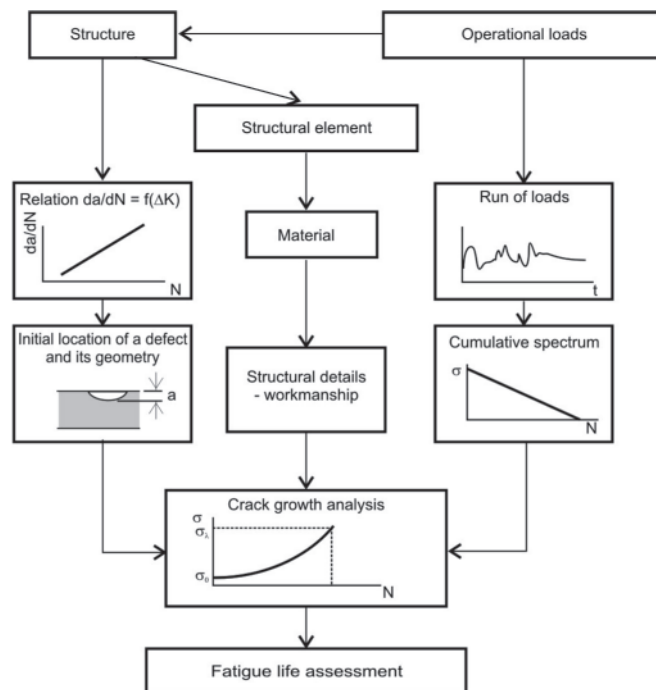 Structure
Operational loads
Structural element
Relation da/dN = f(ΔK)
da/dN
N
Material
Run of loads
t
Initial location of a defect
and its geometry
a
Structural details
- workmanship
Cumulative spectrum
σ
N
Crack growth analysis
σ
σλ
σ0
N
Fatigue life assessment